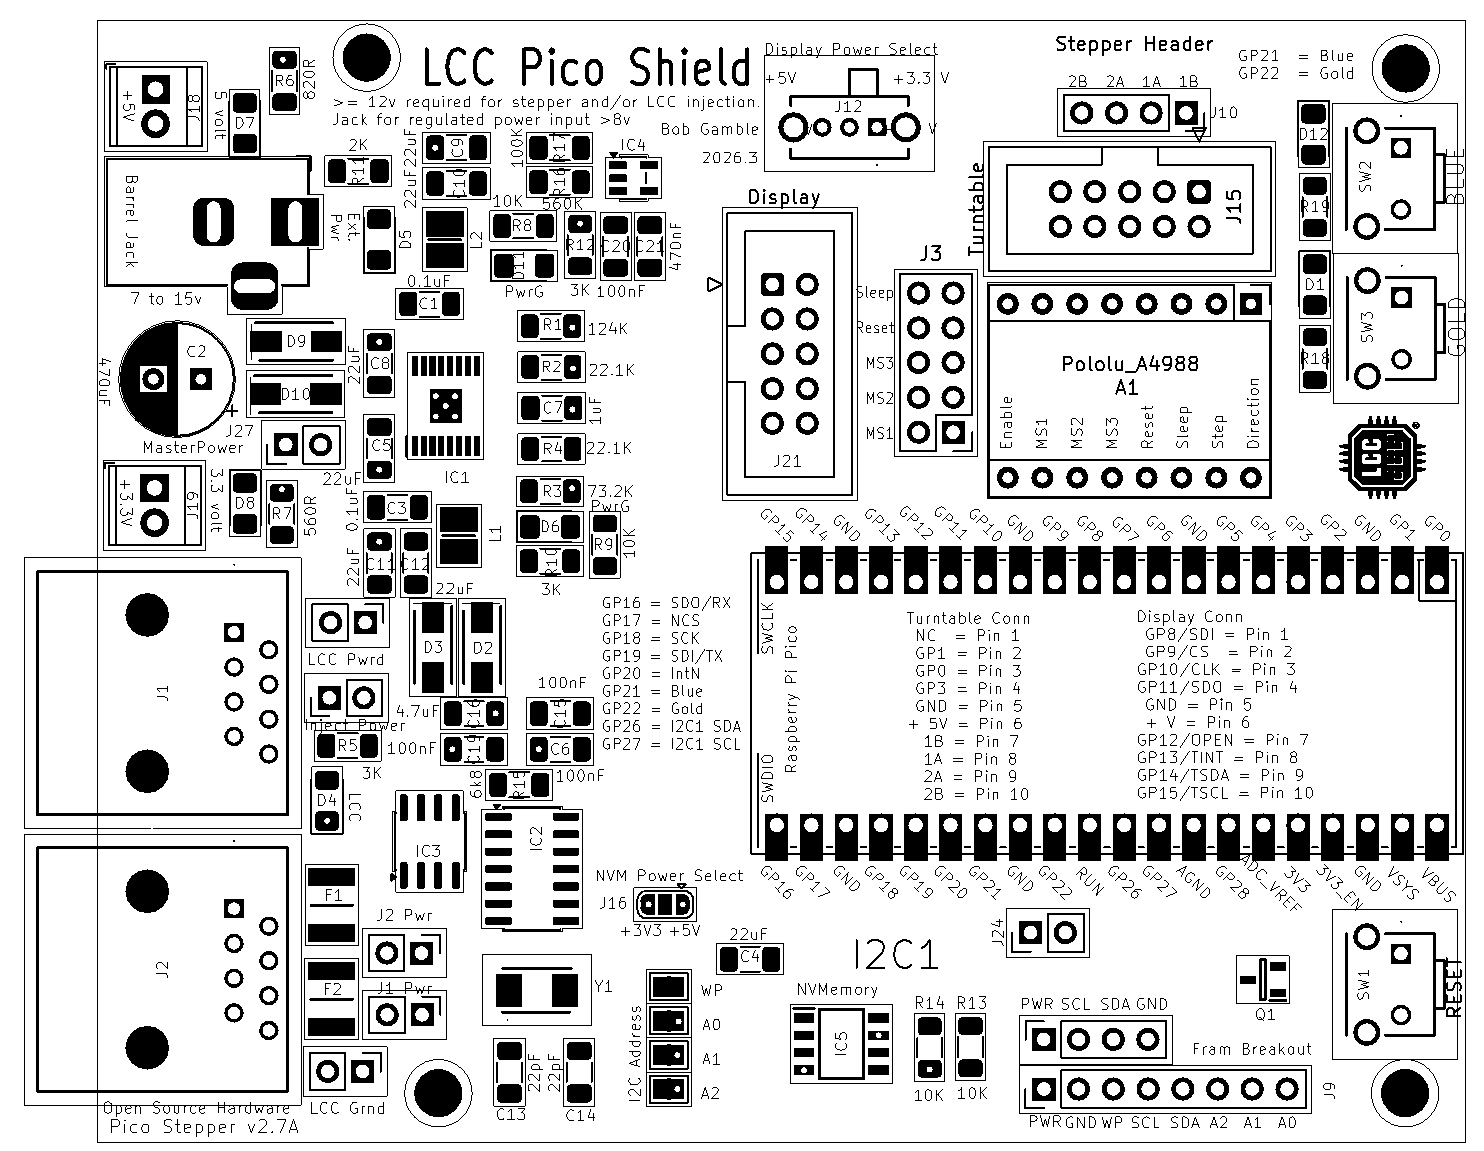 LCC Pico Shield
>= 12v required for stepper and/or LCC injection.
Jack for regulated power input >8v
Bob Gamble
2026.3
Display Power Select
+5V
+3.3 V
J12
V
Stepper Header
2B 2A 1A 1B
J10
GP21 = Blue
GP22 = Gold
+5V
J18
R6
820R
5 volt
D7
2K
R11
22uF
22uF
C9
C10
100K
R17
R16
560K
IC4
Barrel Jack
Ext.
Pwr
D5
L2
10K
R8
D11
PwrG
R12
3K
C20
C21
100nF
470nF
7 to 15v
0.1uF
C1
Display
J21
J3
Sleep
Reset
MS3
MS2
MS1
Turntable
J15
D12
R19
SW2
BLUE
D1
R18
SW3
GOLD
Pololu_A4988
A1
Enable
MS1
MS2
MS3
Reset
Sleep
Step
Direction
LCC
470uF
C2
+
D9
D10
22uF
C8
C5
22uF
IC1
R1
124K
R2
22.1K
C7
1uF
R4
22.1K
R3
73.2K
PwrG
D6
R9
10K
R10
3K
J27
MasterPower
+3.3V
J19
3.3 volt
D8
R7
560R
0.1uF
C3
22uF
C11
C12
22uF
L1
J1
LCC Pwrd
Inject Power
D3
D2
GP16 = SDO/RX
GP17 = NCS
GP18 = SCK
GP19 = SDI/TX
GP20 = IntN
GP21 = Blue
GP22 = Gold
GP26 = I2C1 SDA
GP27 = I2C1 SCL
GP15 GP14 GND GP13 GP12 GP11 GP10 GND GP9 GP8 GP7 GP6 GND GP5 GP4 GP3 GP2 GND GP1 GP0
SWCLK
SWDIO
Raspberry Pi Pico
Turntable Conn
NC = Pin 1
GP1 = Pin 2
GP0 = Pin 3
GP3 = Pin 4
GND = Pin 5
+ 5V = Pin 6
1B = Pin 7
1A = Pin 8
2A = Pin 9
2B = Pin 10
Display Conn
GP8/SDI = Pin 1
GP9/CS = Pin 2
GP10/CLK = Pin 3
GP11/SDO = Pin 4
GND = Pin 5
+ V = Pin 6
GP12/OPEN = Pin 7
GP13/TINT = Pin 8
GP14/TSDA = Pin 9
GP15/TSCL = Pin 10
GP16 GP17 GND GP18 GP19 GP20 GP21 GND GP22 RUN GP26 GP27 AGND GP28 ADC_VREF 3V3 3V3_EN GND VSYS VBUS
100nF
4.7uF
C16
C15
100nF
C19
C6
100nF
R5
3K
6k8
R15
D4
LCC
IC3
IC2
NVM Power Select
J16
+3V3 +5V
J2
F1
F2
J2 Pwr
J1 Pwr
LCC Grnd
Y1
22pF
22pF
C13
C14
22uF
C4
I2C1
I2C Address
WP
A0
A1
A2
NVMemory
IC5
R14
R13
10K
10K
J24
Q1
SW1
RESET
PWR SCL SDA GND
Fram Breakout
J9
PWR GND WP SCL SDA A2 A1 A0
Open Source Hardware
Pico Stepper v2.7A